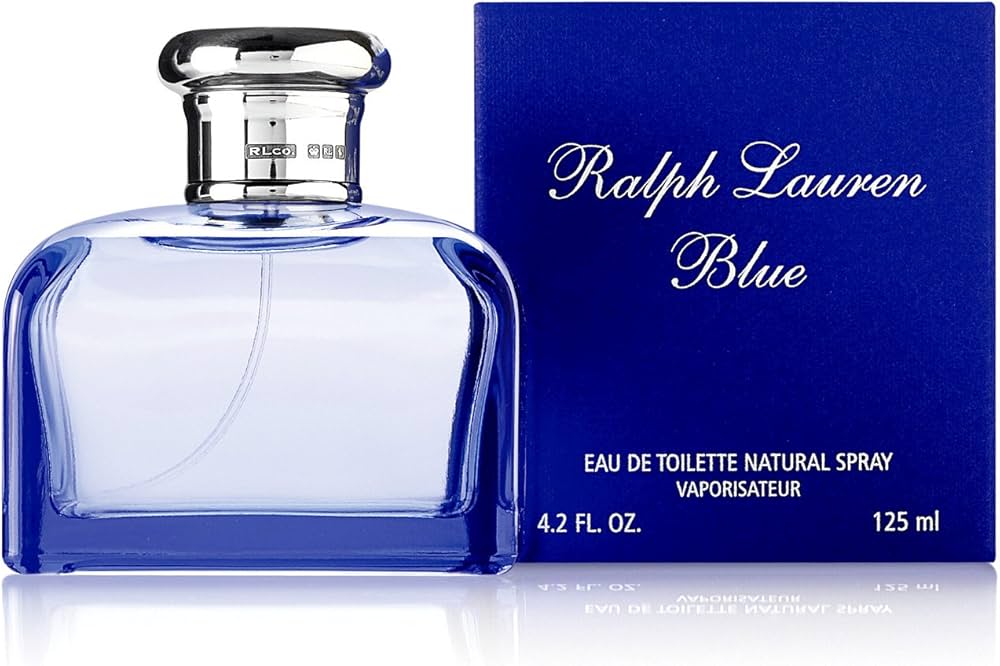 RLCo.
Ralph Lauren
Blue
EAU DE TOILETTE NATURAL SPRAY
VAPORISATEUR
4.2 FL. OZ. 125 ml